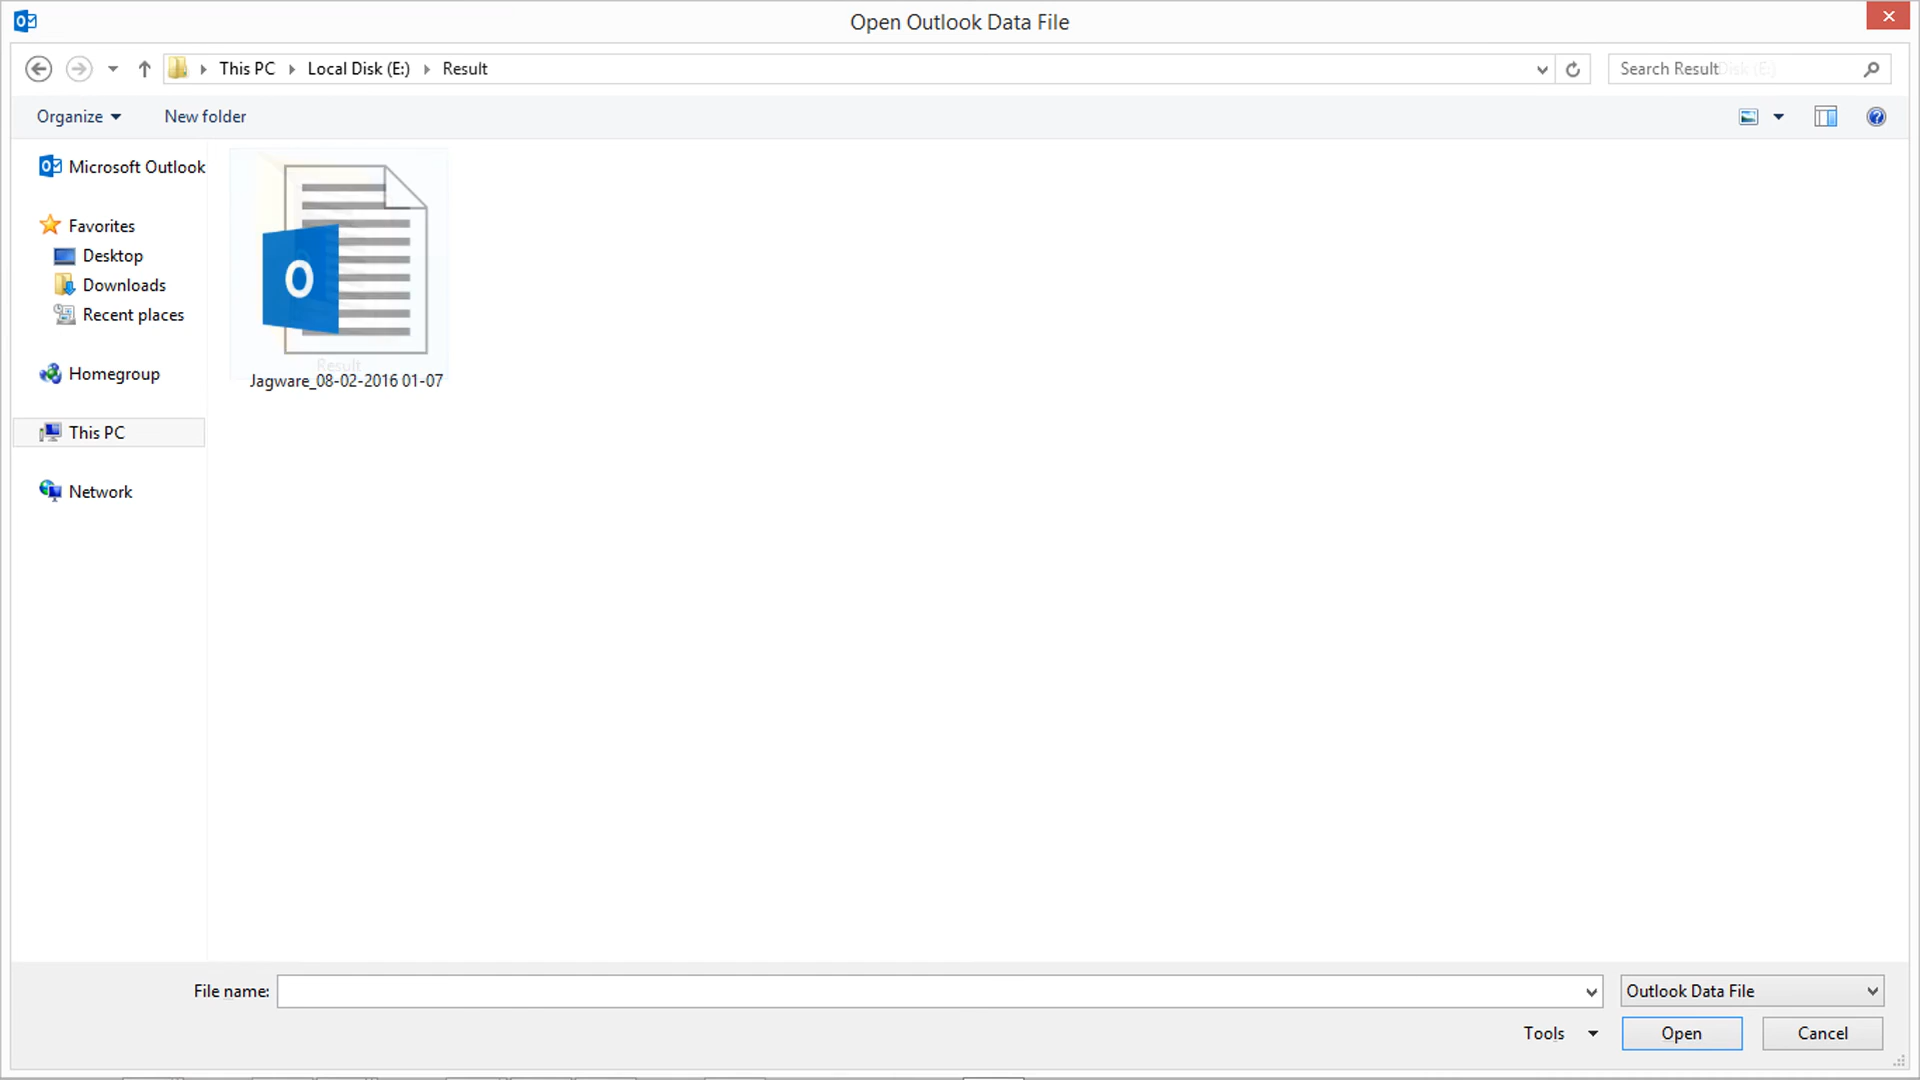 Open Outlook Data File
This PC Local Disk (E:) Result
Search Result
Organize New folder
Microsoft Outlook
Favorites
Desktop
Downloads
Recent places
Homegroup
This PC
Network
Result
Jagware_08-02-2016 01-07
File name:
Outlook Data File
Tools Open Cancel